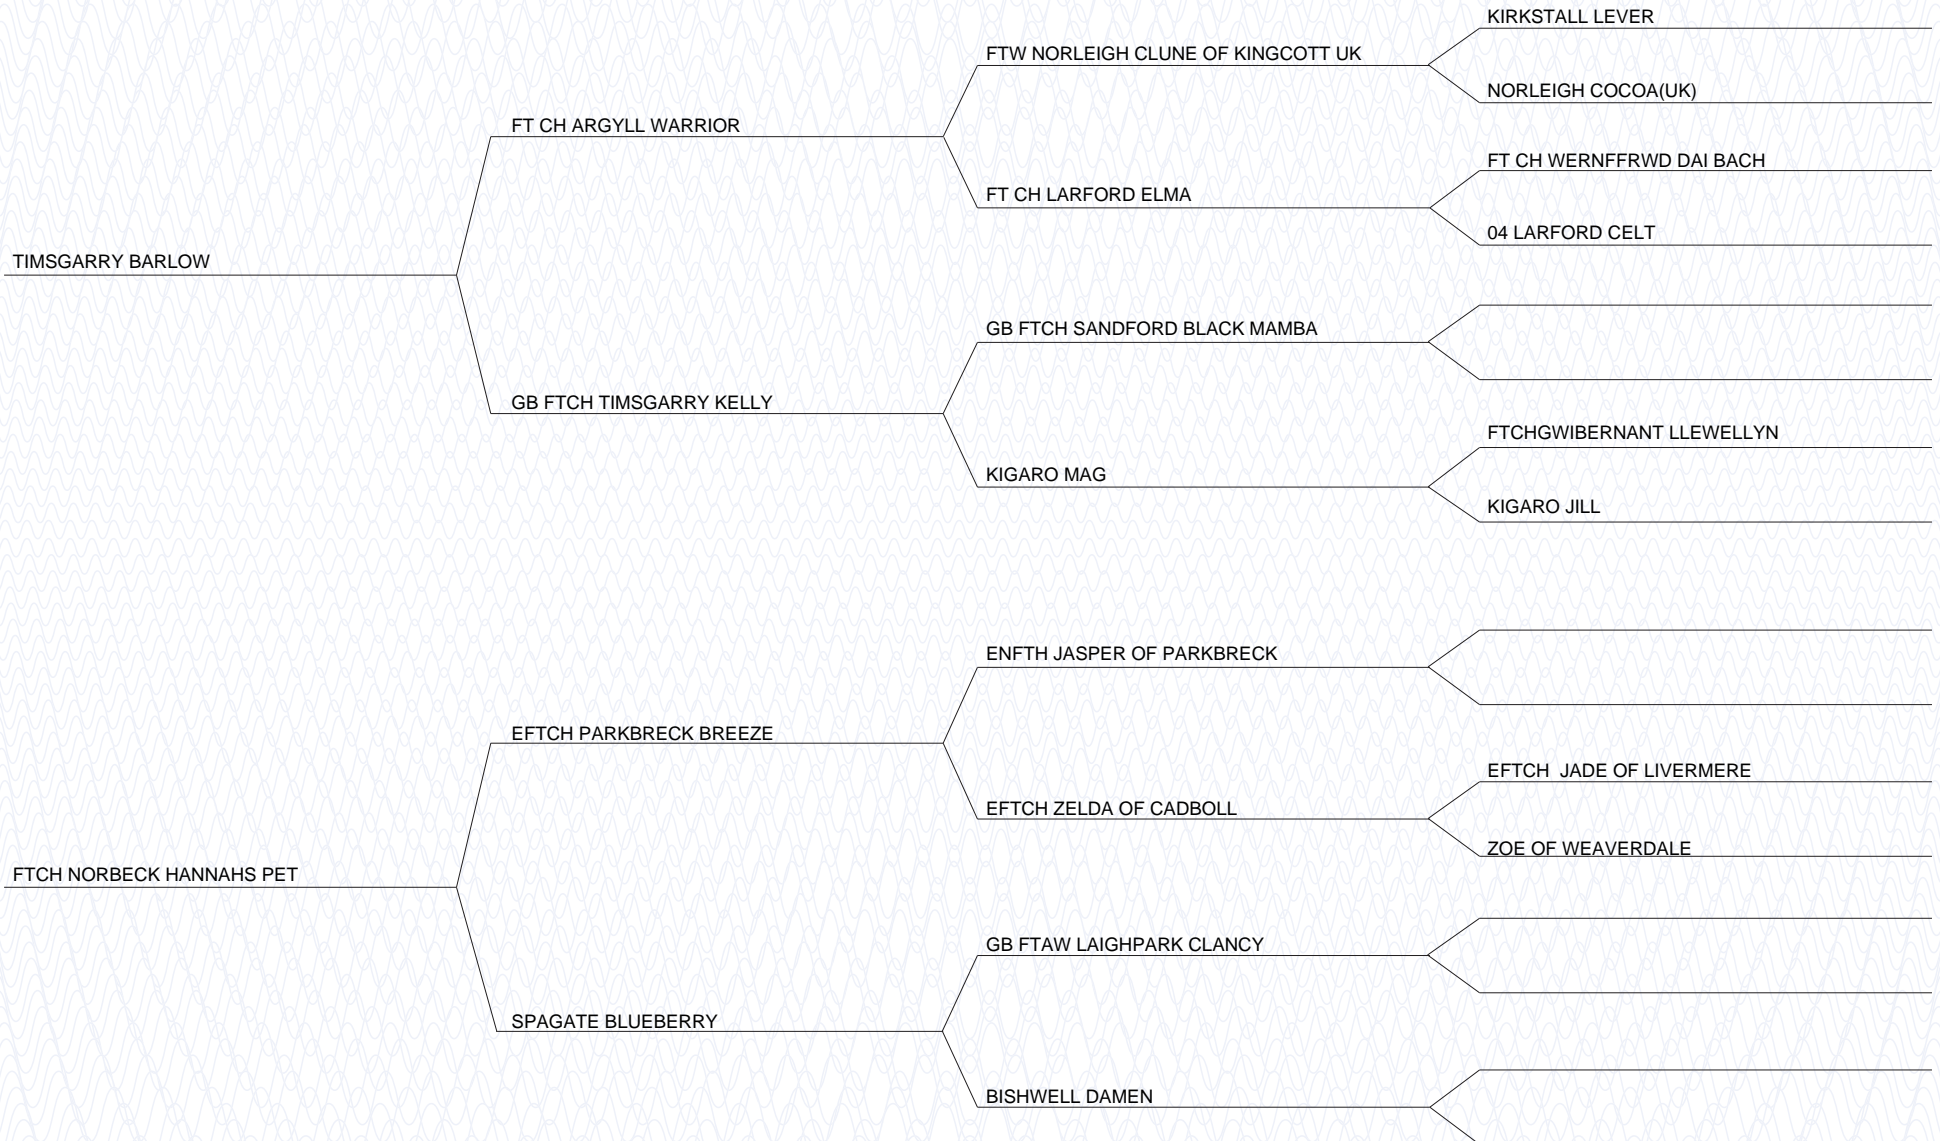 KIRKSTALL LEVER
FTW NORLEIGH CLUNE OF KINGCOTT UK
NORLEIGH COCOA(UK)
FT CH ARGYLL WARRIOR
FT CH WERNFFRWD DAI BACH
FT CH LARFORD ELMA
04 LARFORD CELT
TIMSGARRY BARLOW
GB FTCH SANDFORD BLACK MAMBA
GB FTCH TIMSGARRY KELLY
FTCHGWIBERNANT LLEWELLYN
KIGARO MAG
KIGARO JILL
ENFTH JASPER OF PARKBRECK
EFTCH PARKBRECK BREEZE
EFTCH  JADE OF LIVERMERE
EFTCH ZELDA OF CADBOLL
ZOE OF WEAVERDALE
FTCH NORBECK HANNAHS PET
GB FTAW LAIGHPARK CLANCY
SPAGATE BLUEBERRY
BISHWELL DAMEN